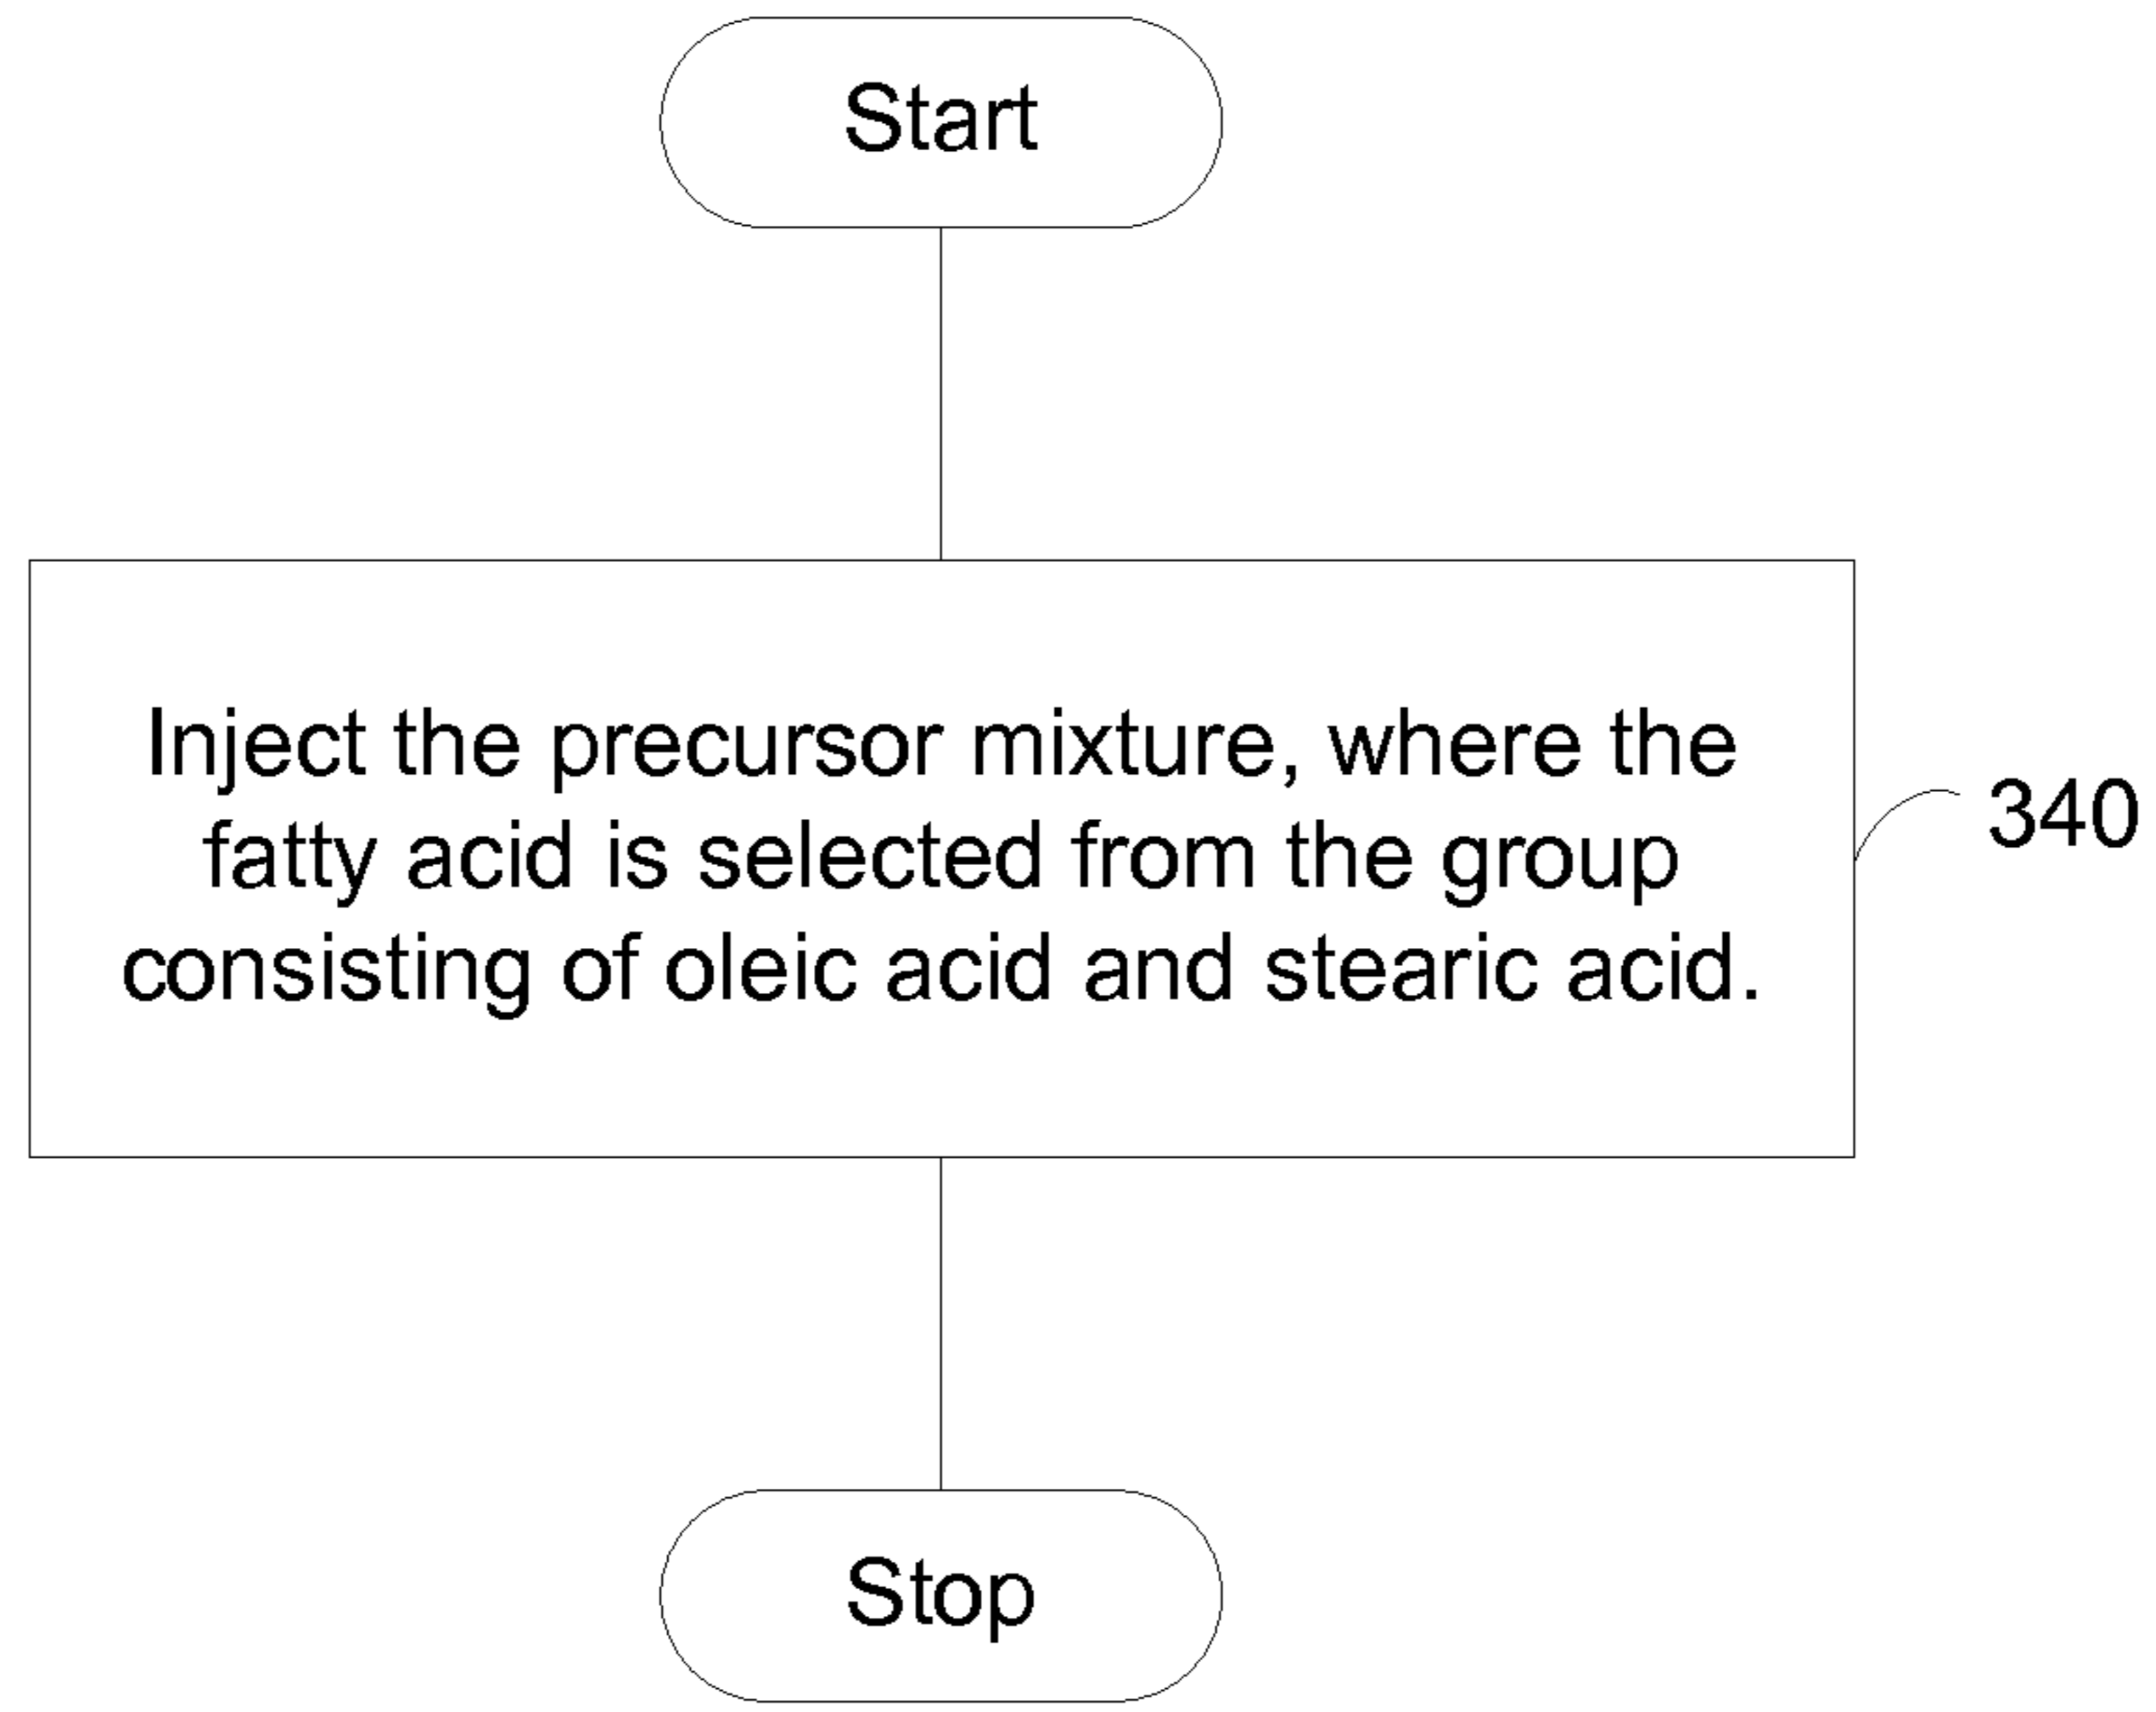 Start
Inject the precursor mixture, where the
fatty acid is selected from the group
consisting of oleic acid and stearic acid.
340
Stop